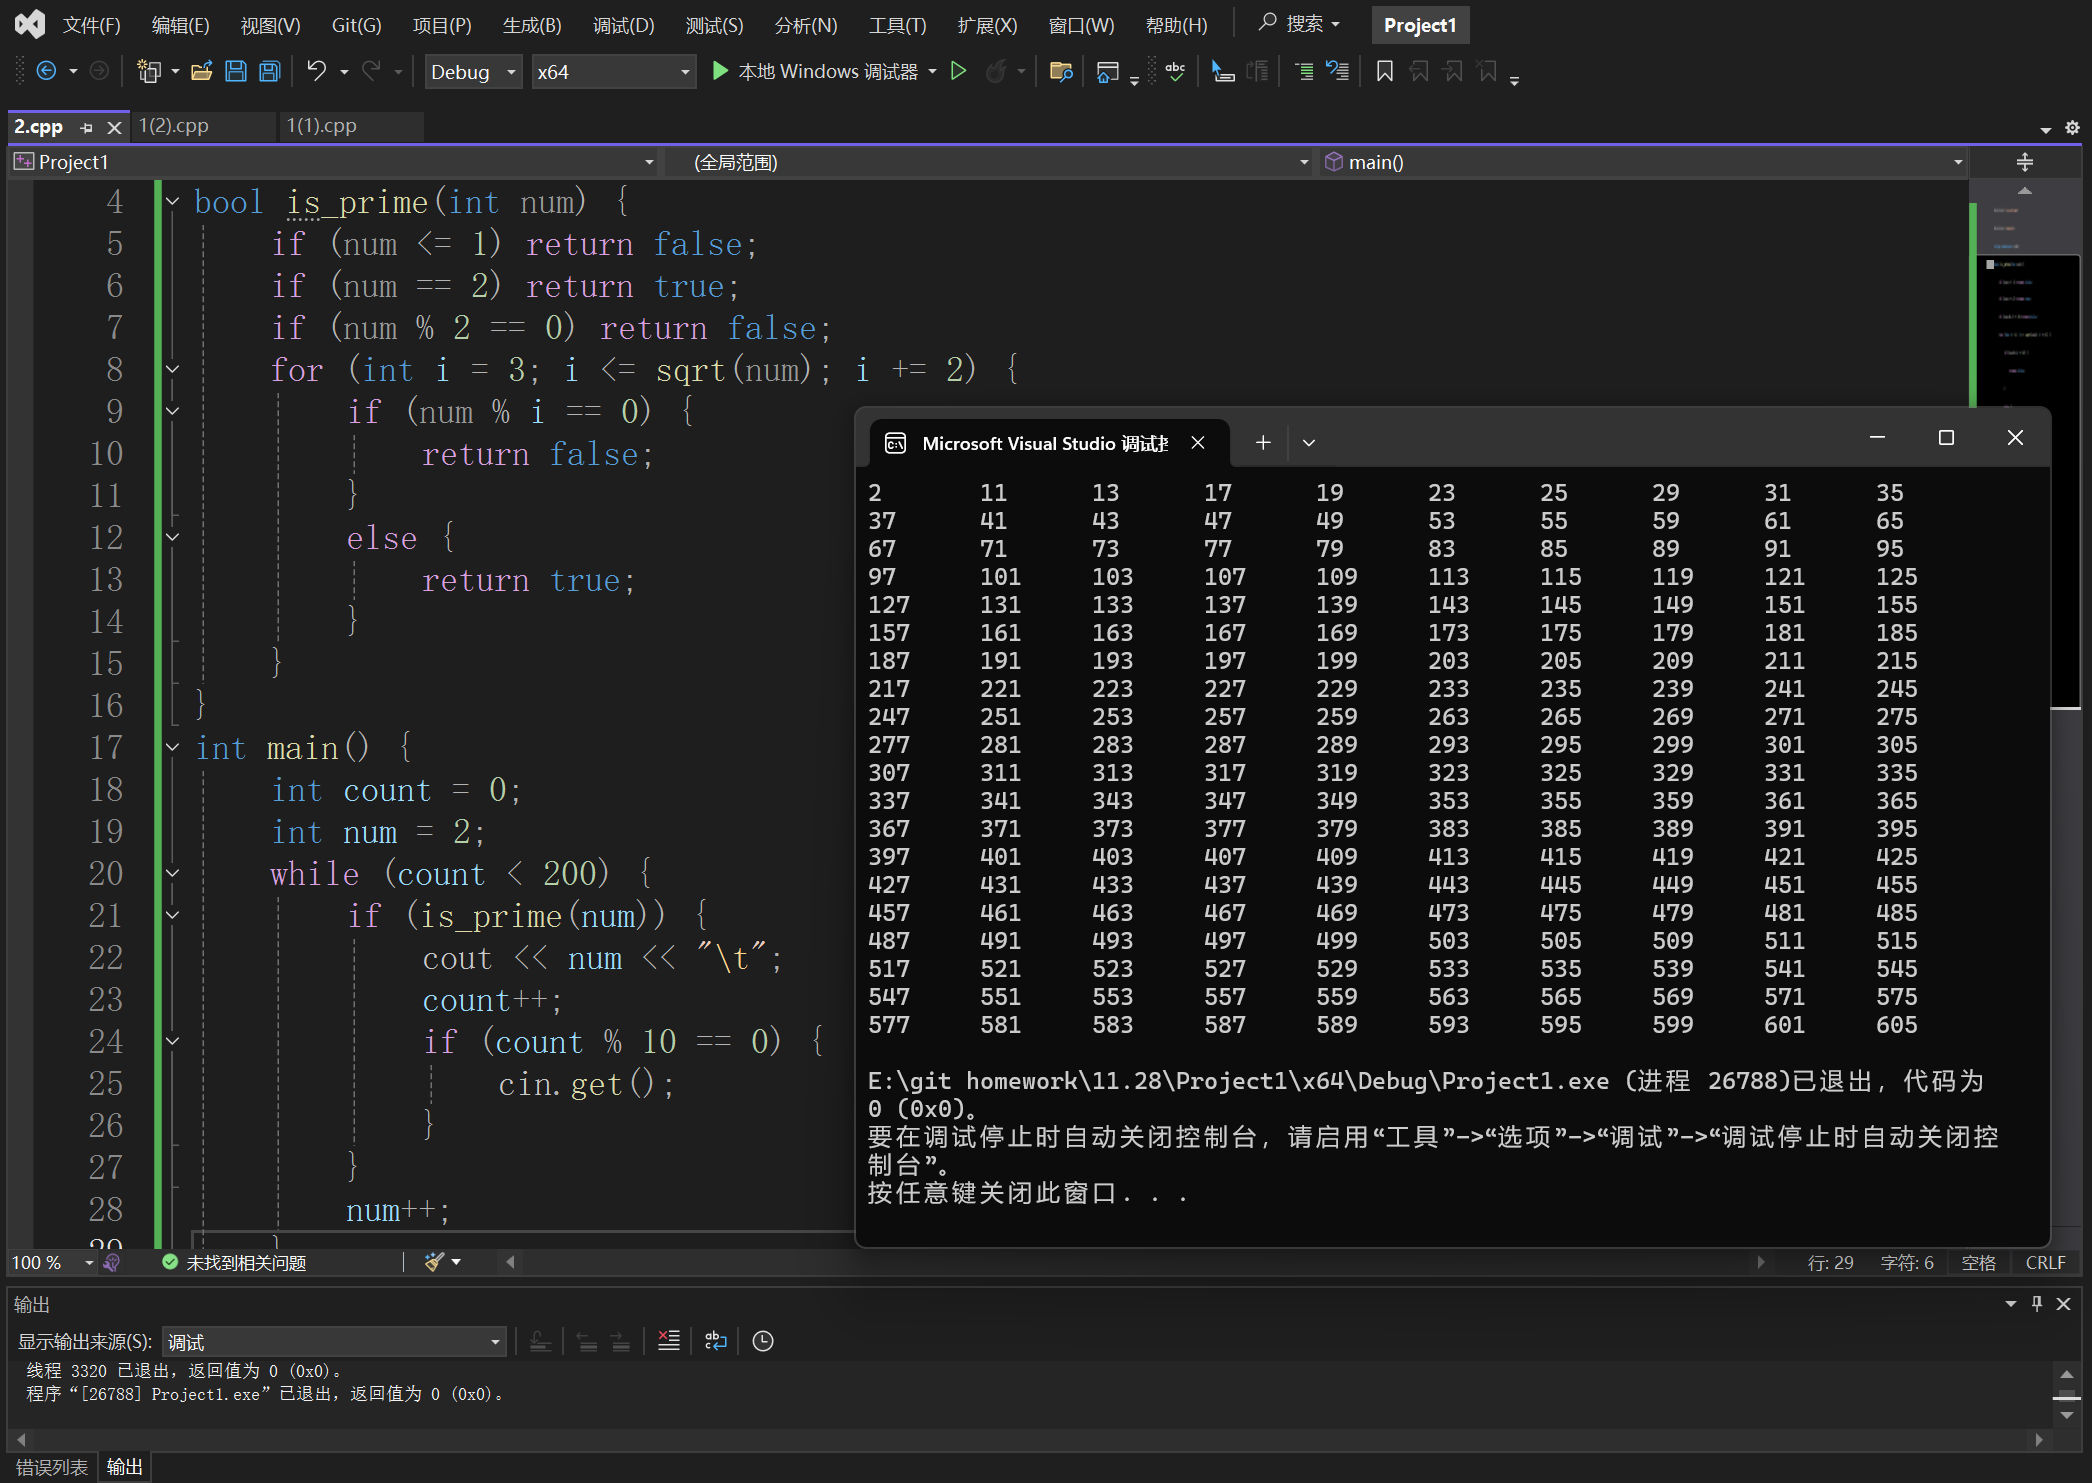 文件(F) 编辑(E) 视图(V) Git(G) 项目(P) 生成(B) 调试(D) 测试(S) 分析(N) 工具(T) 扩展(X) 窗口(W) 帮助(H) 搜索 Project1
Debug x64 本地 Windows 调试器
2.cpp 1(2).cpp 1(1).cpp
Project1 (全局范围) main()
4 bool is_prime(int num) {
5 if (num <= 1) return false;
6 if (num == 2) return true;
7 if (num % 2 == 0) return false;
8 for (int i = 3; i <= sqrt(num); i += 2) {
9 if (num % i == 0) {
10 return false;
11 }
12 else {
13 return true;
14 }
15 }
16 }
17 int main() {
18 int count = 0;
19 int num = 2;
20 while (count < 200) {
21 if (is_prime(num)) {
22 cout << num << "\t";
23 count++;
24 if (count % 10 == 0) {
25 cin.get();
26 }
27 }
28 num++;
29 }
Microsoft Visual Studio 调试
2 11 13 17 19 23 25 29 31 35
37 41 43 47 49 53 55 59 61 65
67 71 73 77 79 83 85 89 91 95
97 101 103 107 109 113 115 119 121 125
127 131 133 137 139 143 145 149 151 155
157 161 163 167 169 173 175 179 181 185
187 191 193 197 199 203 205 209 211 215
217 221 223 227 229 233 235 239 241 245
247 251 253 257 259 263 265 269 271 275
277 281 283 287 289 293 295 299 301 305
307 311 313 317 319 323 325 329 331 335
337 341 343 347 349 353 355 359 361 365
367 371 373 377 379 383 385 389 391 395
397 401 403 407 409 413 415 419 421 425
427 431 433 437 439 443 445 449 451 455
457 461 463 467 469 473 475 479 481 485
487 491 493 497 499 503 505 509 511 515
517 521 523 527 529 533 535 539 541 545
547 551 553 557 559 563 565 569 571 575
577 581 583 587 589 593 595 599 601 605
E:\git homework\11.28\Project1\x64\Debug\Project1.exe (进程 26788)已退出，代码为
0 (0x0)。
要在调试停止时自动关闭控制台，请启用“工具”->“选项”->“调试”->“调试停止时自动关闭控
制台”。
按任意键关闭此窗口. . .
100 % 未找到相关问题 行: 29 字符: 6 空格 CRLF
输出
显示输出来源(S): 调试
线程 3320 已退出，返回值为 0 (0x0)。
程序“[26788] Project1.exe”已退出，返回值为 0 (0x0)。
错误列表 输出